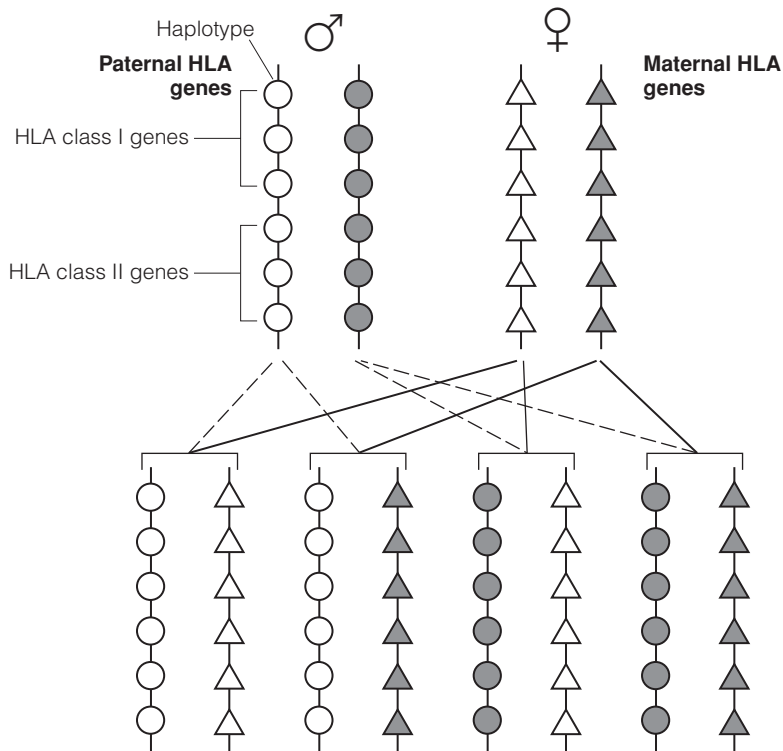 Haplotype
Paternal HLA
genes
Maternal HLA
genes
HLA class I genes
HLA class II genes